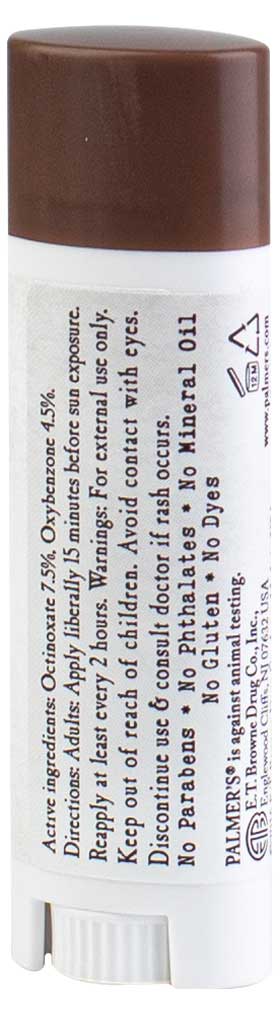 Active ingredients: Octinoxate 7.5%, Oxybenzone 4.5%.
Directions: Adults: Apply liberally 15 minutes before sun exposure.
Reapply at least every 2 hours. Warnings: For external use only.
Keep out of reach of children. Avoid contact with eyes.
Discontinue use & consult doctor if rash occurs.
No Parabens * No Phthalates * No Mineral Oil
No Gluten * No Dyes
PALMER'S® is against animal testing.
E.T. Browne Drug Co., Inc.,
Englewood Cliffs, NJ 07632 USA
12M
www.palmers.com